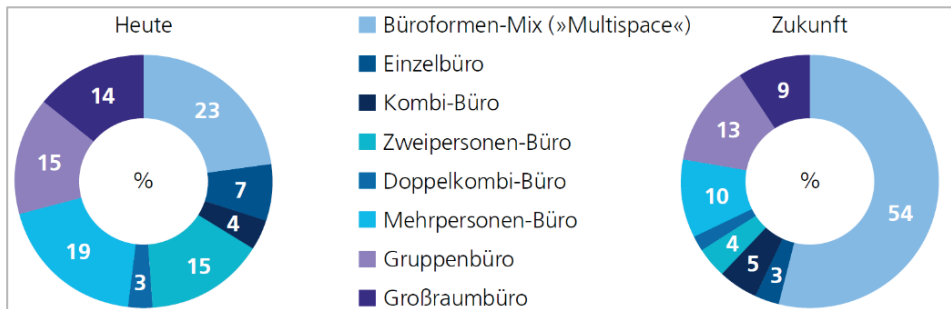 Heute
23
7
4
15
3
19
15
14
%
Büroformen-Mix (»Multispace«)
Einzelbüro
Kombi-Büro
Zweipersonen-Büro
Doppelkombi-Büro
Mehrpersonen-Büro
Gruppenbüro
Großraumbüro
Zukunft
54
3
5
4
10
13
9
%